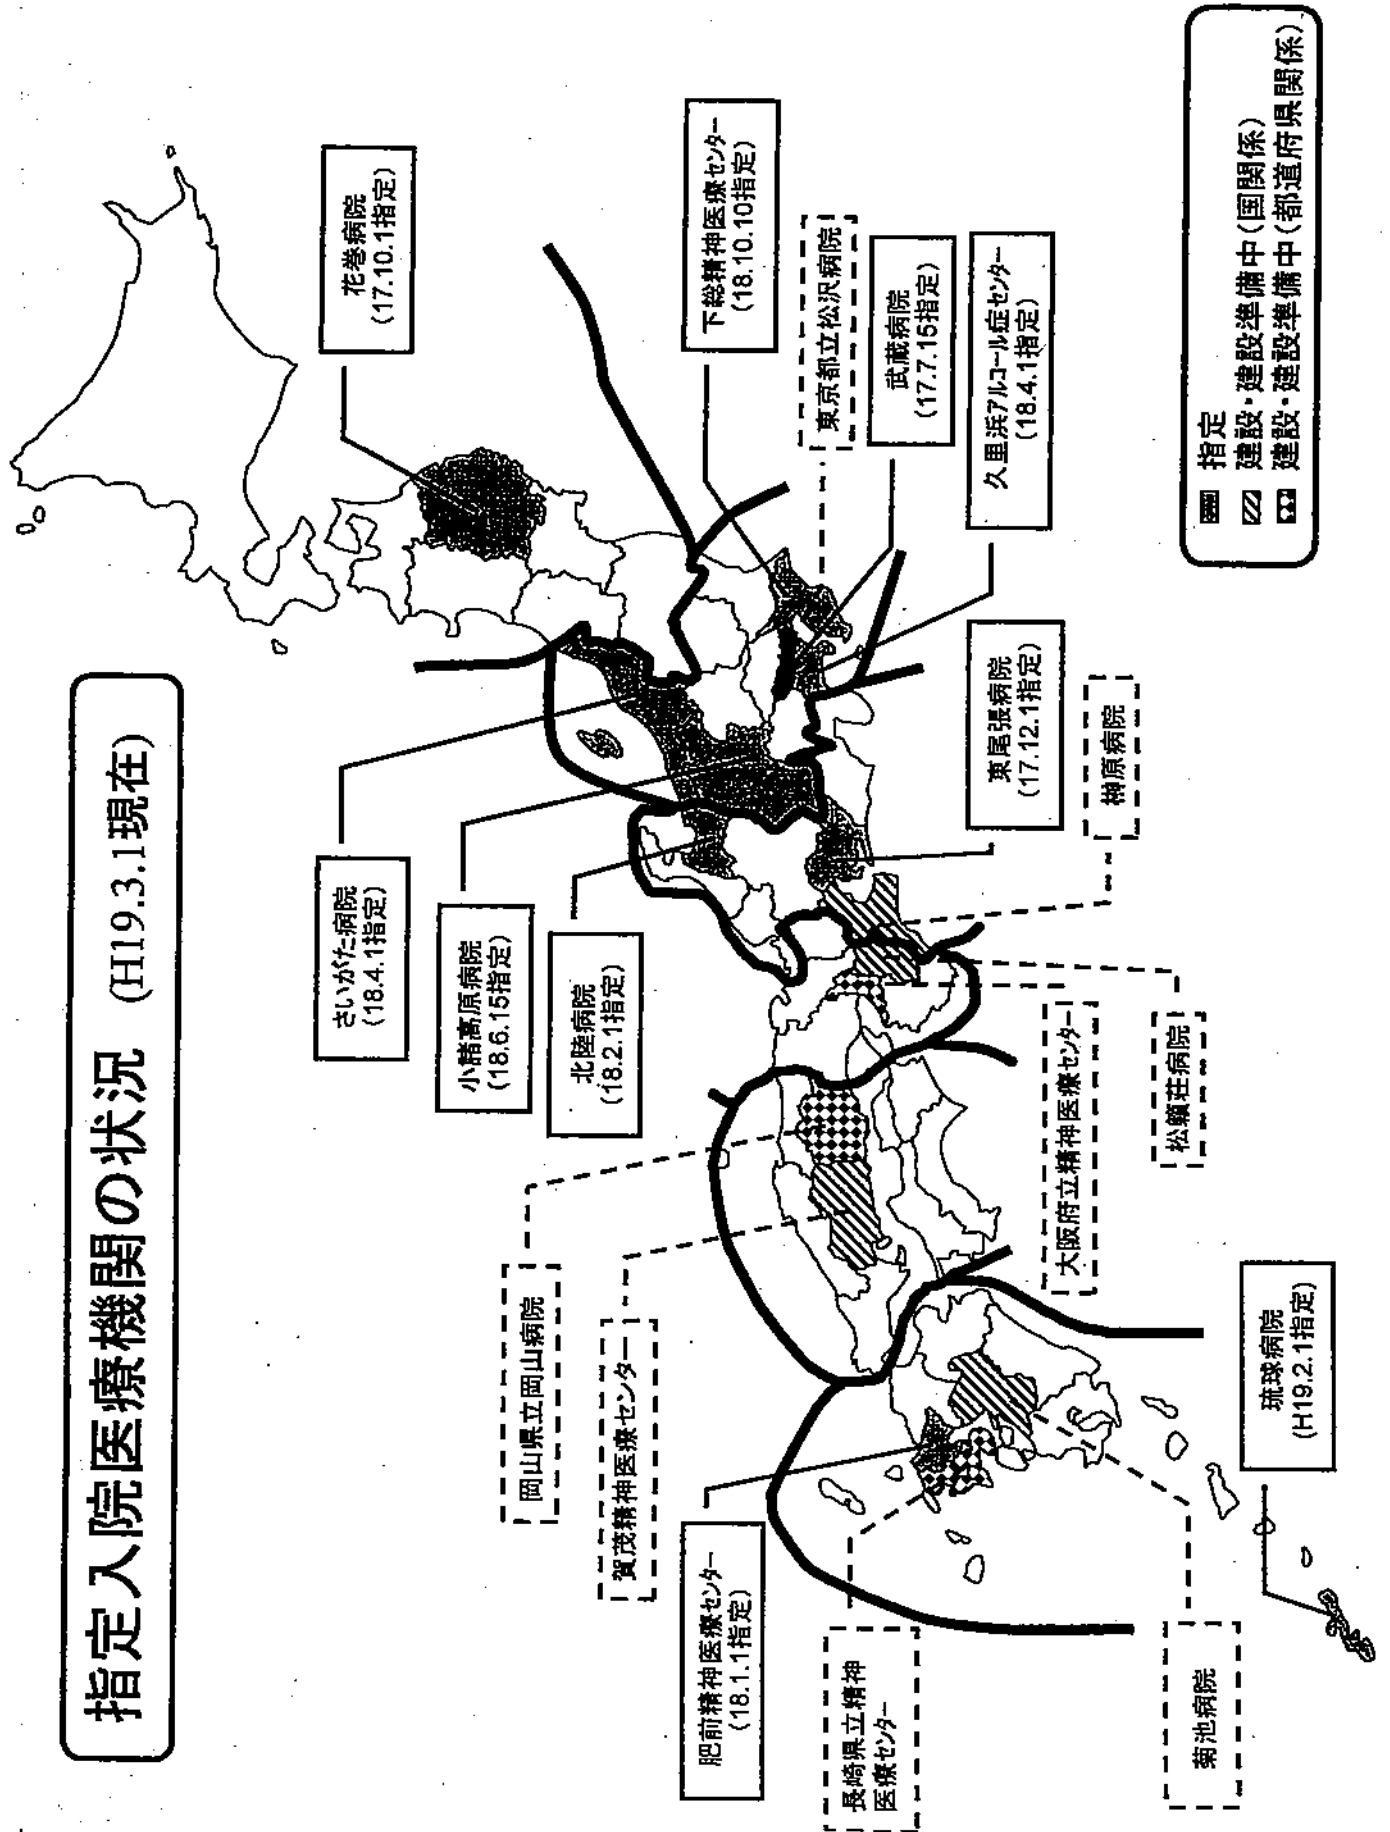 指定入院医療機関の状況 (H19.3.1現在)
花巻病院
(17.10.1指定)
下総精神医療センター
(18.10.10指定)
東京都立松沢病院
武蔵病院
(17.7.15指定)
久里浜アルコール症センター
(18.4.1指定)
さいがた病院
(18.4.1指定)
小諸高原病院
(18.6.15指定)
北陸病院
(18.2.1指定)
東尾張病院
(17.12.1指定)
榊原病院
松籟荘病院
大阪府立精神医療センター
岡山県立岡山病院
賀茂精神医療センター
肥前精神医療センター
(18.1.1指定)
長崎県立精神
医療センター
菊池病院
琉球病院
(H19.2.1指定)
指定
建設・建設準備中(国関係)
建設・建設準備中(都道府県関係)